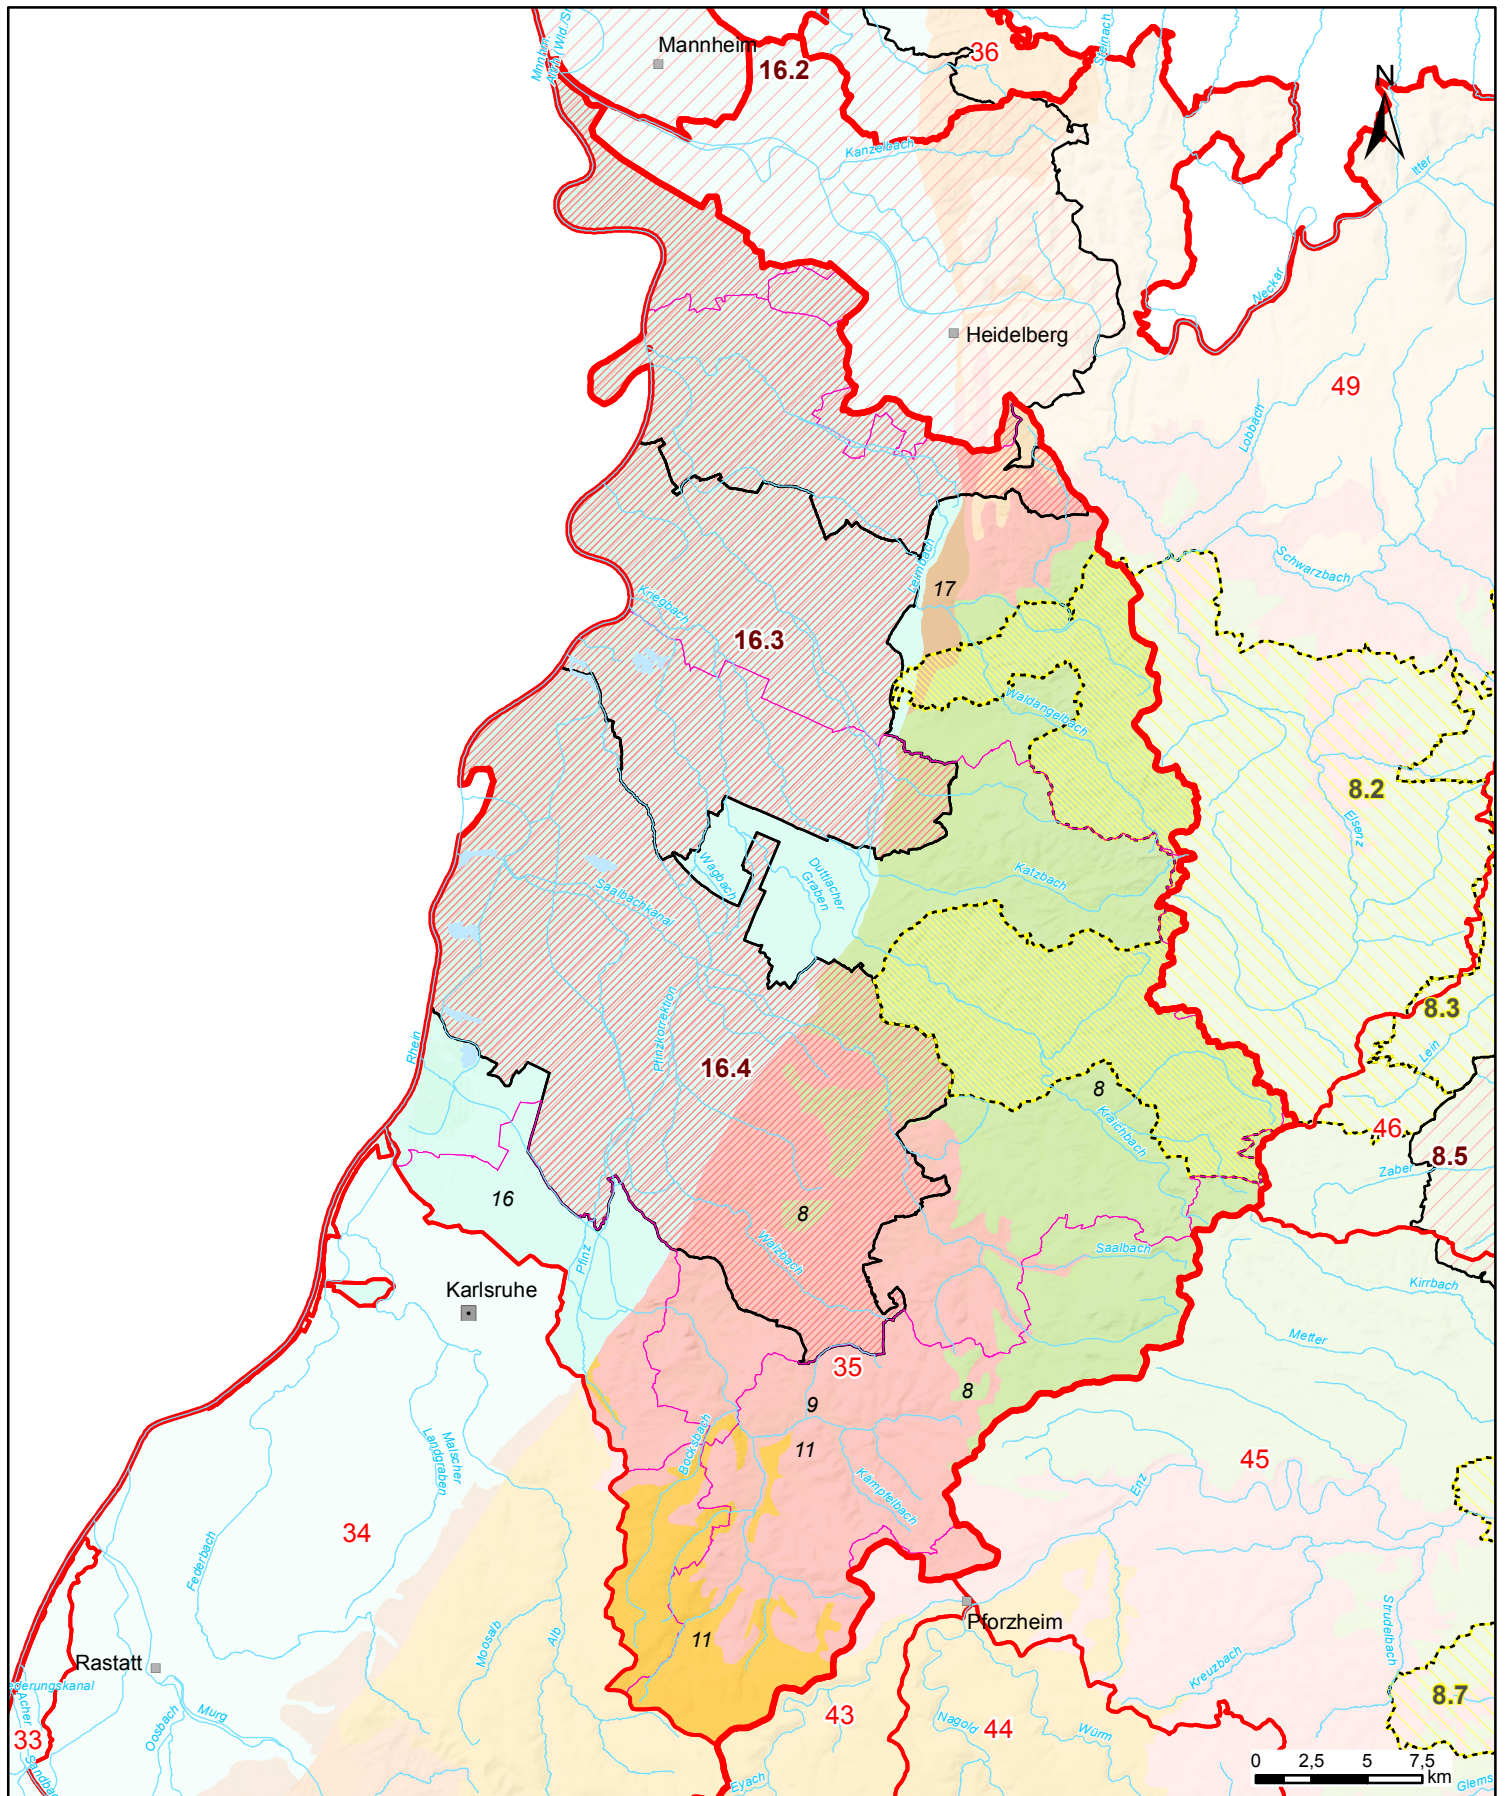 Mannheim
36
16.2
Steinach
N
Kanzelbach
Itter
Neckar
Heidelberg
49
Lobbach
Schwarzbach
Leimbach
17
Kriegbach
16.3
Waldangelbach
8.2
Elsenz
Wagbach
Duttlacher
Graben
Katzbach
Saalbachkanal
8.3
Pfinzkorrektion
Rhein
16.4
Lein
8
Kraichbach
46
8.5
Zaber
16
8
Walzbach
Saalbach
Pfinz
Kirrbach
Karlsruhe
Metter
35
8
9
Bocksbach
11
Malscher
Landgraben
45
Enz
Kämpfelbach
34
Federbach
Pforzheim
Strudelbach
Moosalb
Alb
11
Rastatt
Kreuzbach
ederungskanal
8.7
Acher
Murg
Oosbach
43
44
Nagold
Würm
33
Sandba
0 2,5 5 7,5
km
Eyach
Glems